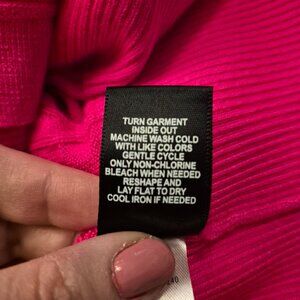 TURN GARMENT
INSIDE OUT
MACHINE WASH COLD
WITH LIKE COLORS
GENTLE CYCLE
ONLY NON-CHLORINE
BLEACH WHEN NEEDED
RESHAPE AND
LAY FLAT TO DRY
COOL IRON IF NEEDED